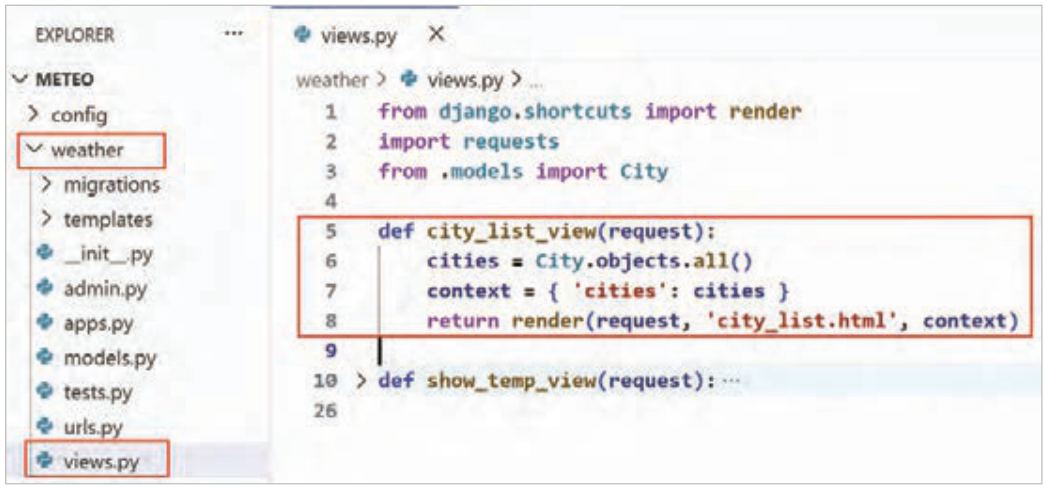 EXPLORER ...
METEO
config
weather
migrations
templates
__init__.py
admin.py
apps.py
models.py
tests.py
urls.py
views.py
views.py ×
weather > views.py > ...
1 from django.shortcuts import render
2 import requests
3 from .models import City
4
5 def city_list_view(request):
6 cities = City.objects.all()
7 context = { 'cities': cities }
8 return render(request, 'city_list.html', context)
9
10 > def show_temp_view(request): ...
26